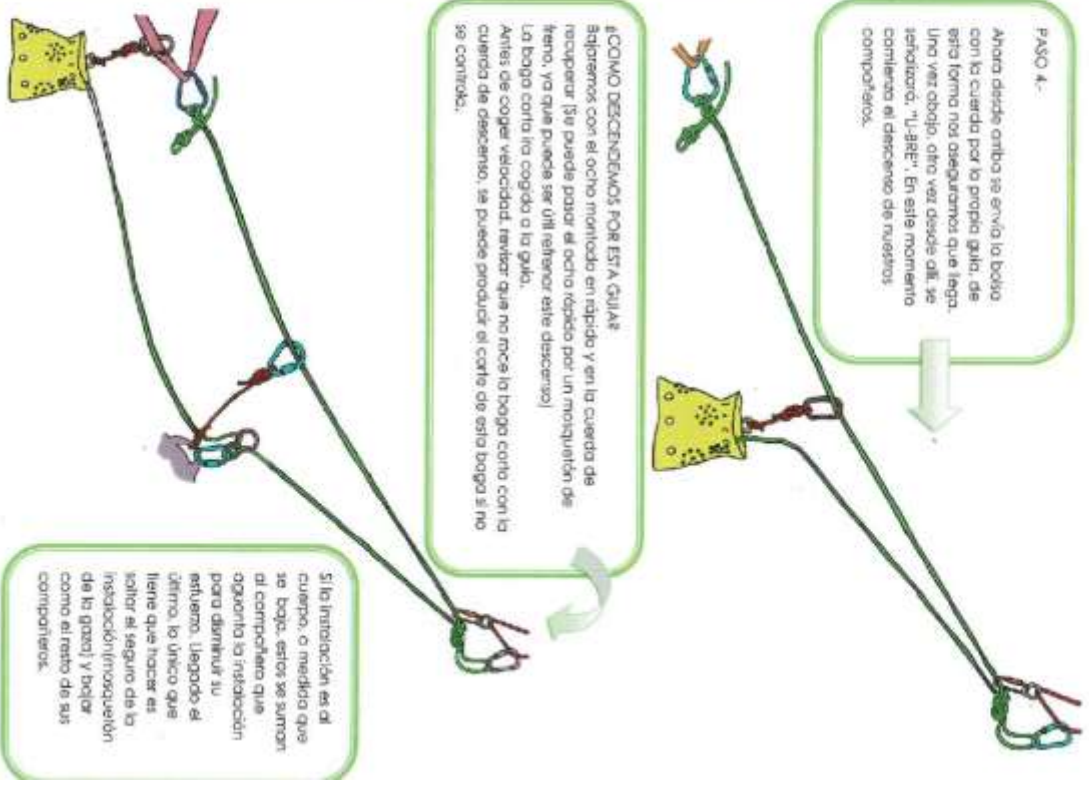 PASO 4.-
Ahora desde arriba se envía la bolsa
con la cuerda por la propia guía, de
esta forma nos aseguramos que llega.
Una vez abajo, otra vez desde allí, se
señalizará, "LI-BRE". En este momento
comienza el descenso de nuestros
compañeros.
¿COMO DESCENDEMOS POR ESTA GUIA?
Bajaremos con el ocho montado en rápido y en la cuerda de
recuperar (Se puede pasar el ocho rápido por un mosquetón de
freno, ya que puede ser útil refrenar este descenso)
La baga corta ira cogida a la guía.
Antes de coger velocidad, revisar que no roce la baga corta con la
cuerda de descenso, se puede producir el corte de esta baga si no
se controla.
Si la instalación es al
cuerpo, a medida que
se baja, estos se suman
al compañero que
aguanta la instalación
para disminuir su
esfuerzo. Llegado el
último, lo único que
tiene que hacer es
soltar el seguro de la
instalación(mosquetón
de la gaza) y bajar
como el resto de sus
compañeros.